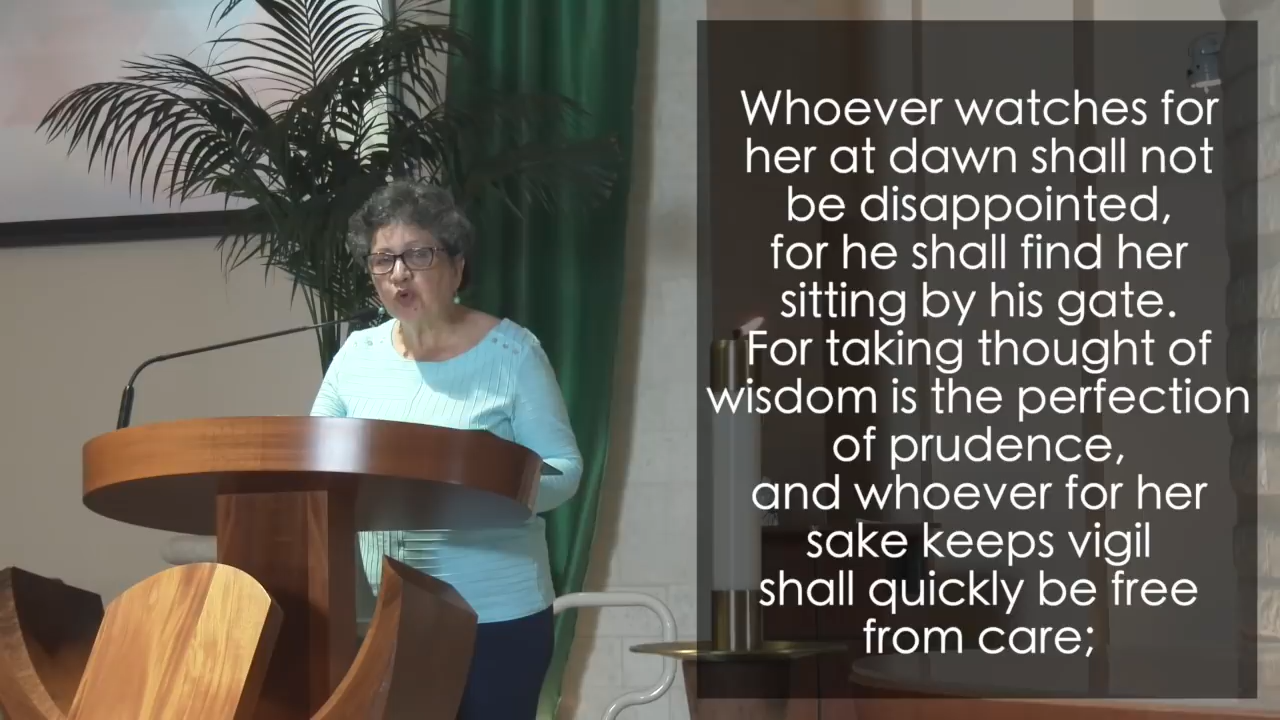 Whoever watches for
her at dawn shall not
be disappointed,
for he shall find her
sitting by his gate.
For taking thought of
wisdom is the perfection
of prudence,
and whoever for her
sake keeps vigil
shall quickly be free
from care;